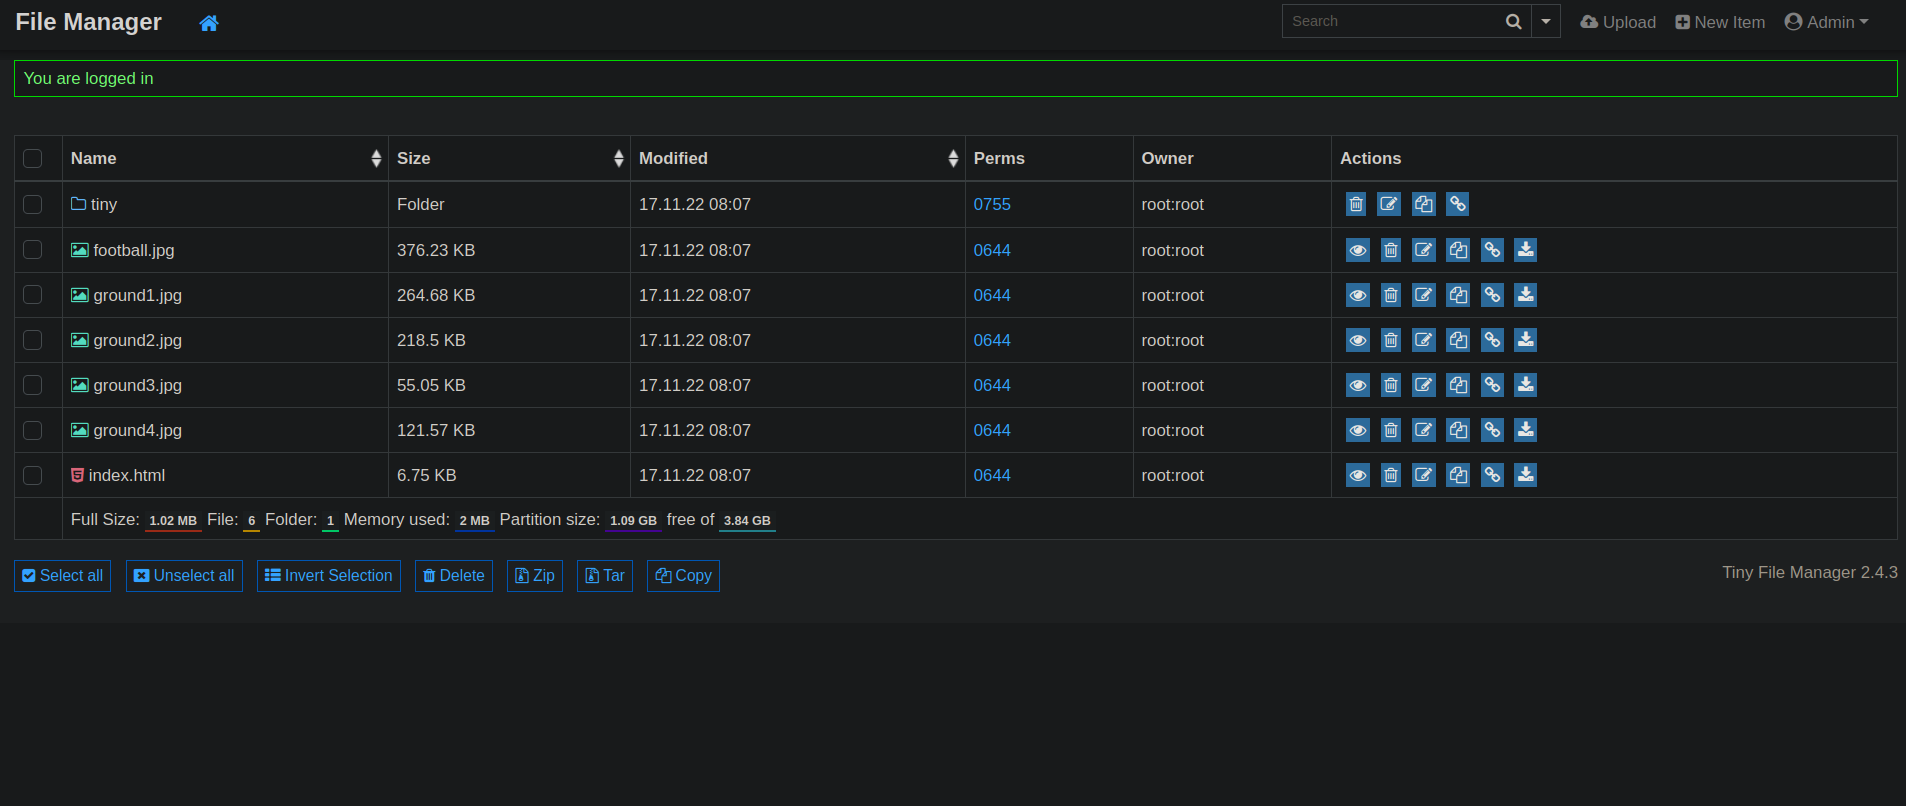 File Manager Search Upload New Item Admin
You are logged in
Name Size Modified Perms Owner Actions
tiny Folder 17.11.22 08:07 0755 root:root
football.jpg 376.23 KB 17.11.22 08:07 0644 root:root
ground1.jpg 264.68 KB 17.11.22 08:07 0644 root:root
ground2.jpg 218.5 KB 17.11.22 08:07 0644 root:root
ground3.jpg 55.05 KB 17.11.22 08:07 0644 root:root
ground4.jpg 121.57 KB 17.11.22 08:07 0644 root:root
index.html 6.75 KB 17.11.22 08:07 0644 root:root
Full Size: 1.02 MB File: 6 Folder: 1 Memory used: 2 MB Partition size: 1.09 GB free of 3.84 GB
Select all Unselect all Invert Selection Delete Zip Tar Copy Tiny File Manager 2.4.3